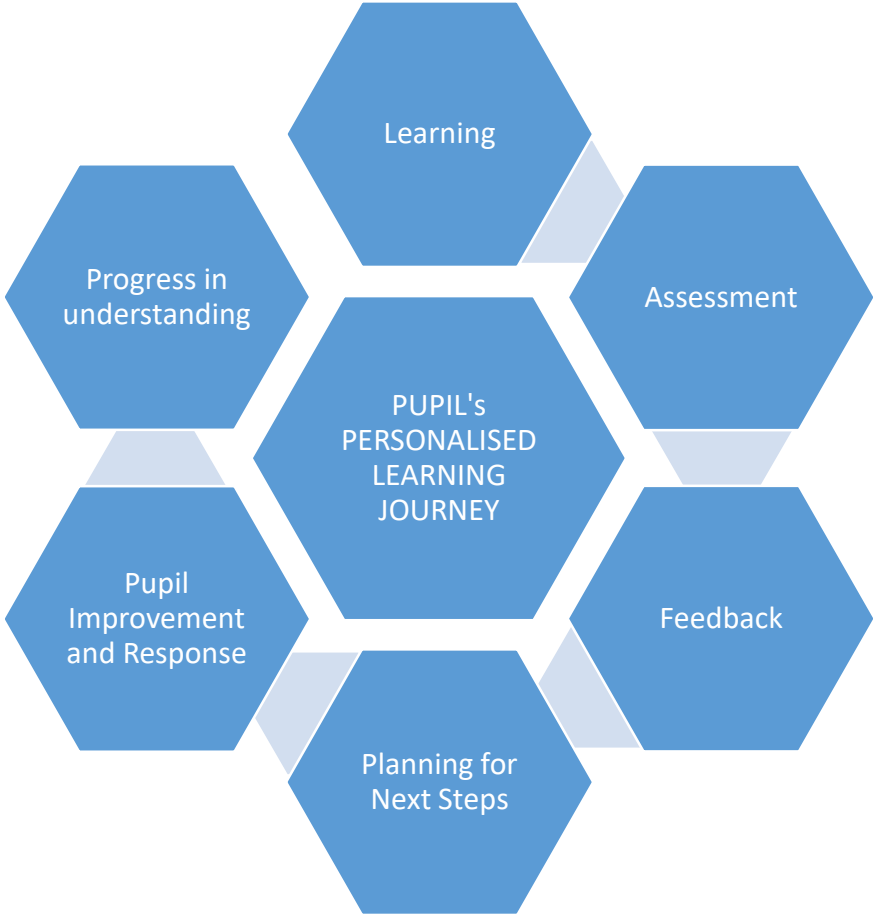 Learning
Assessment
Feedback
Planning for
Next Steps
Pupil
Improvement
and Response
Progress in
understanding
PUPIL's
PERSONALISED
LEARNING
JOURNEY